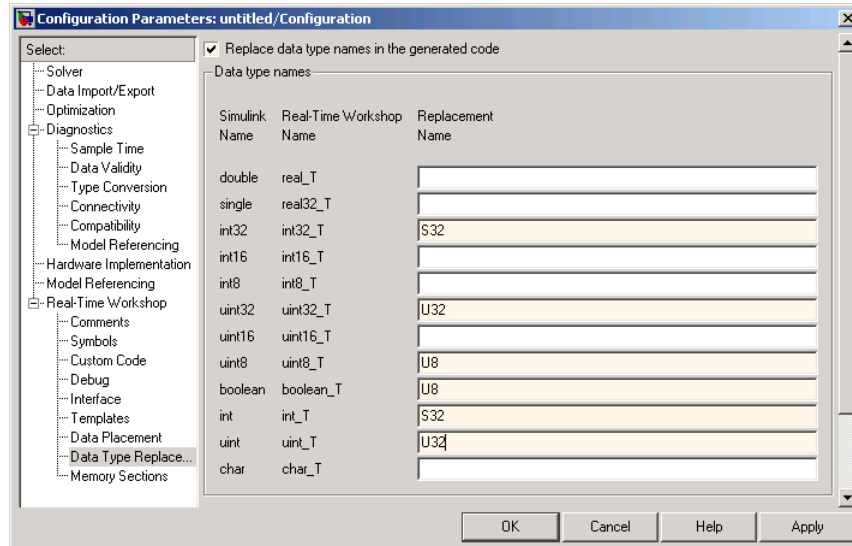 Configuration Parameters: untitled/Configuration
Select:
Solver
Data Import/Export
Optimization
Diagnostics
Sample Time
Data Validity
Type Conversion
Connectivity
Compatibility
Model Referencing
Hardware Implementation
Model Referencing
Real-Time Workshop
Comments
Symbols
Custom Code
Debug
Interface
Templates
Data Placement
Data Type Replace...
Memory Sections
Replace data type names in the generated code
Data type names
Simulink Real-Time Workshop Replacement
Name Name Name
double real_T
single real32_T
int32 int32_T S32
int16 int16_T
int8 int8_T
uint32 uint32_T U32
uint16 uint16_T
uint8 uint8_T U8
boolean boolean_T U8
int int_T S32
uint uint_T U32
char char_T
OK Cancel Help Apply